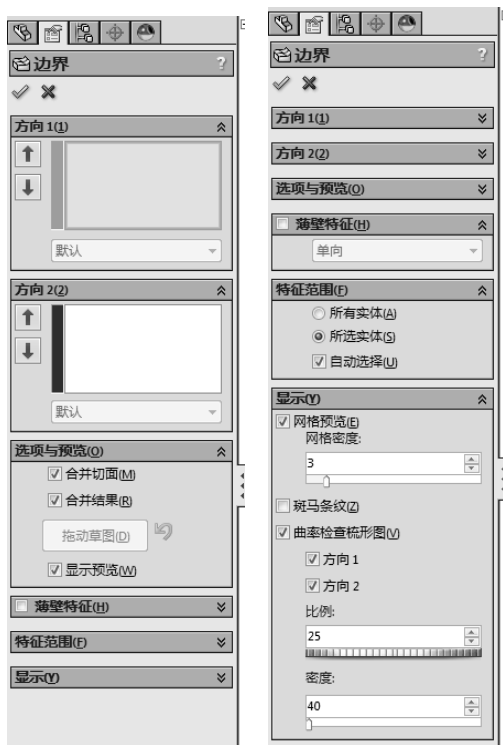 边界 ?
方向 1(1)
默认
方向 2(2)
默认
选项与预览(O)
合并切面(M)
合并结果(R)
拖动草图(D)
显示预览(W)
薄壁特征(H)
特征范围(F)
显示(Y)
边界 ?
方向 1(1)
方向 2(2)
选项与预览(O)
薄壁特征(H)
单向
特征范围(F)
所有实体(A)
所选实体(S)
自动选择(U)
显示(Y)
网格预览(E)
网格密度:
3
斑马条纹(Z)
曲率检查梳形图(V)
方向 1
方向 2
比例:
25
密度:
40